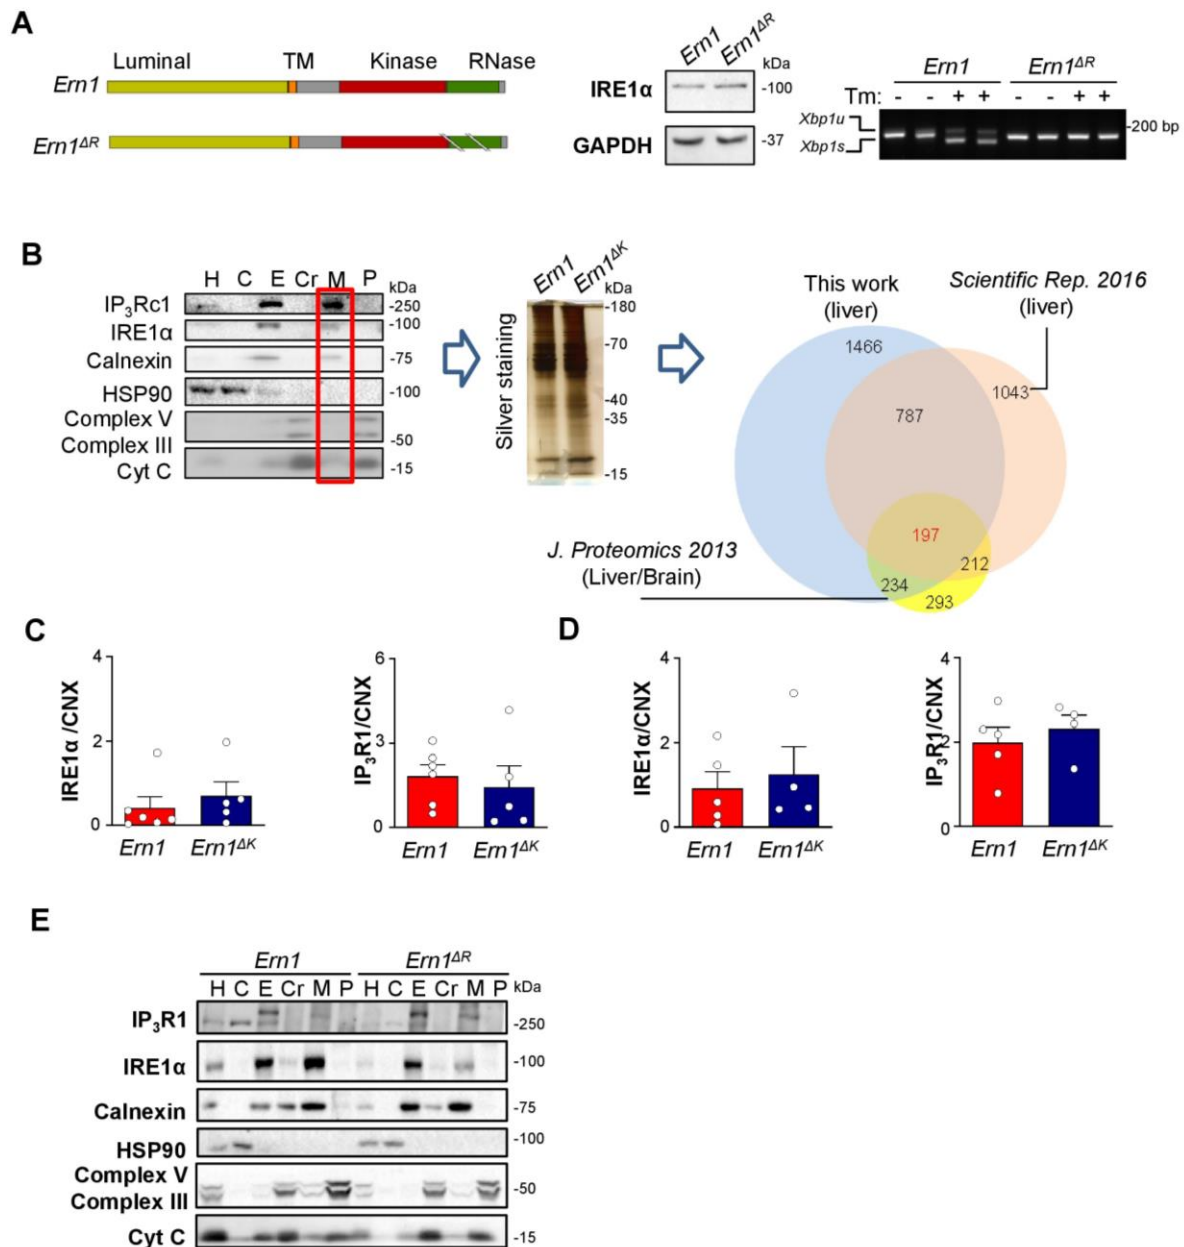 A
Luminal TM Kinase RNase
Ern1
Ern1ΔR
Ern1 Ern1ΔR
kDa
IRE1α -100
GAPDH -37
Ern1 Ern1ΔR
Tm: - - + + - - + +
Xbp1u
Xbp1s
-200 bp
B
H C E Cr M P
kDa
IP3Rc1 -250
IRE1α -100
Calnexin -75
HSP90 -100
Complex V
Complex III -50
Cyt C -15
Ern1 Ern1ΔK
kDa
-180
-70
-40
-35
-15
Silver staining
This work
(liver)
Scientific Rep. 2016
(liver)
1466
1043
787
197
212
234
293
J. Proteomics 2013
(Liver/Brain)
C
IRE1α /CNX
4
2
0
Ern1 Ern1ΔK
IP3R1/CNX
6
3
0
Ern1 Ern1ΔK
D
IRE1α/CNX
4
2
0
Ern1 Ern1ΔK
IP3R1/CNX
4
2
0
Ern1 Ern1ΔK
E
Ern1 Ern1ΔR
H C E Cr M P H C E Cr M P kDa
IP3R1 -250
IRE1α -100
Calnexin -75
HSP90 -100
Complex V
Complex III -50
Cyt C -15